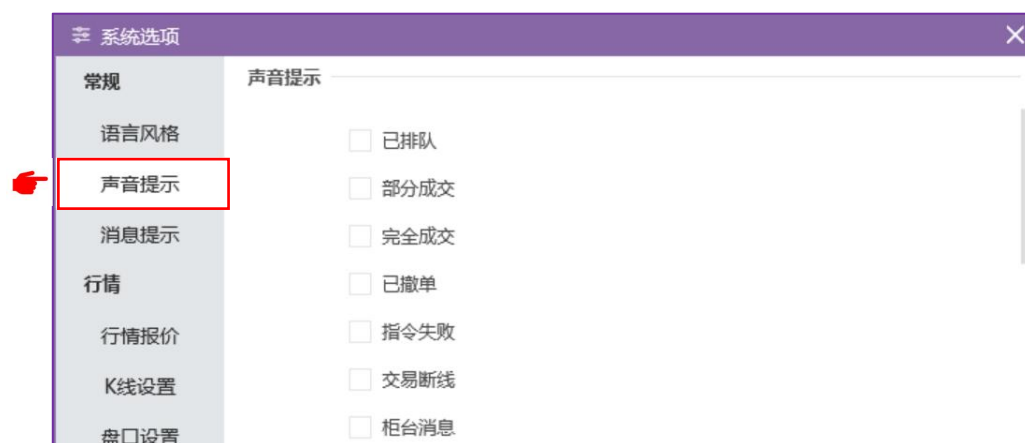 系统选项
常规
语言风格
声音提示
消息提示
行情
行情报价
K线设置
盘口设置
声音提示
已排队
部分成交
完全成交
已撤单
指令失败
交易断线
柜台消息